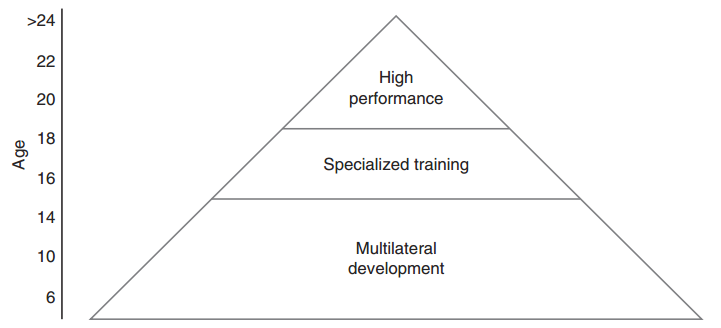 >24
22
20
18
16
14
10
6
Age
High
performance
Specialized training
Multilateral
development